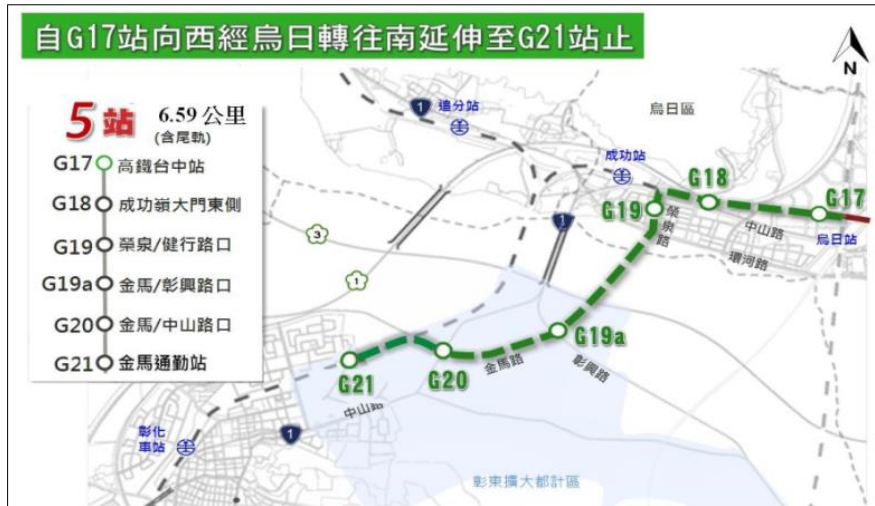 自G17站向西經烏日轉往南延伸至G21站止
N
5站 6.59公里
(含尾軌)
G17 高鐵台中站
G18 成功嶺大門東側
G19 榮泉/健行路口
G19a 金馬/彰興路口
G20 金馬/中山路口
G21 金馬通勤站
1
追分站
烏日區
成功站
G18
G17
G19
榮泉路
中山路
烏日站
環河路
3
1
1
G19a
金馬路
彰興路
G20
G21
中山路
1
彰化
車站
彰東擴大都計區